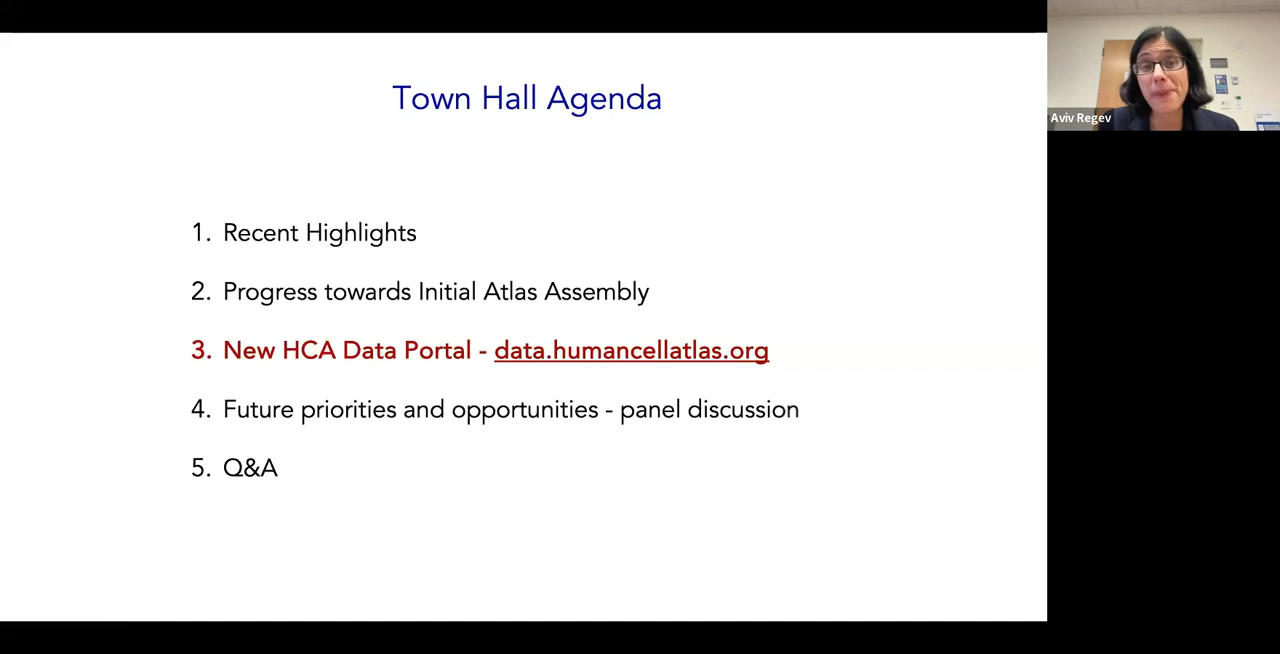 Town Hall Agenda
1. Recent Highlights
2. Progress towards Initial Atlas Assembly
3. New HCA Data Portal - data.humancellatlas.org
4. Future priorities and opportunities - panel discussion
5. Q&A
Aviv Regev